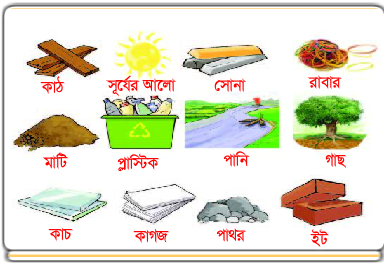 কাঠ সূর্যের আলো সোনা রাবার
মাটি প্লাস্টিক পানি গাছ
কাচ কাগজ পাথর ইট